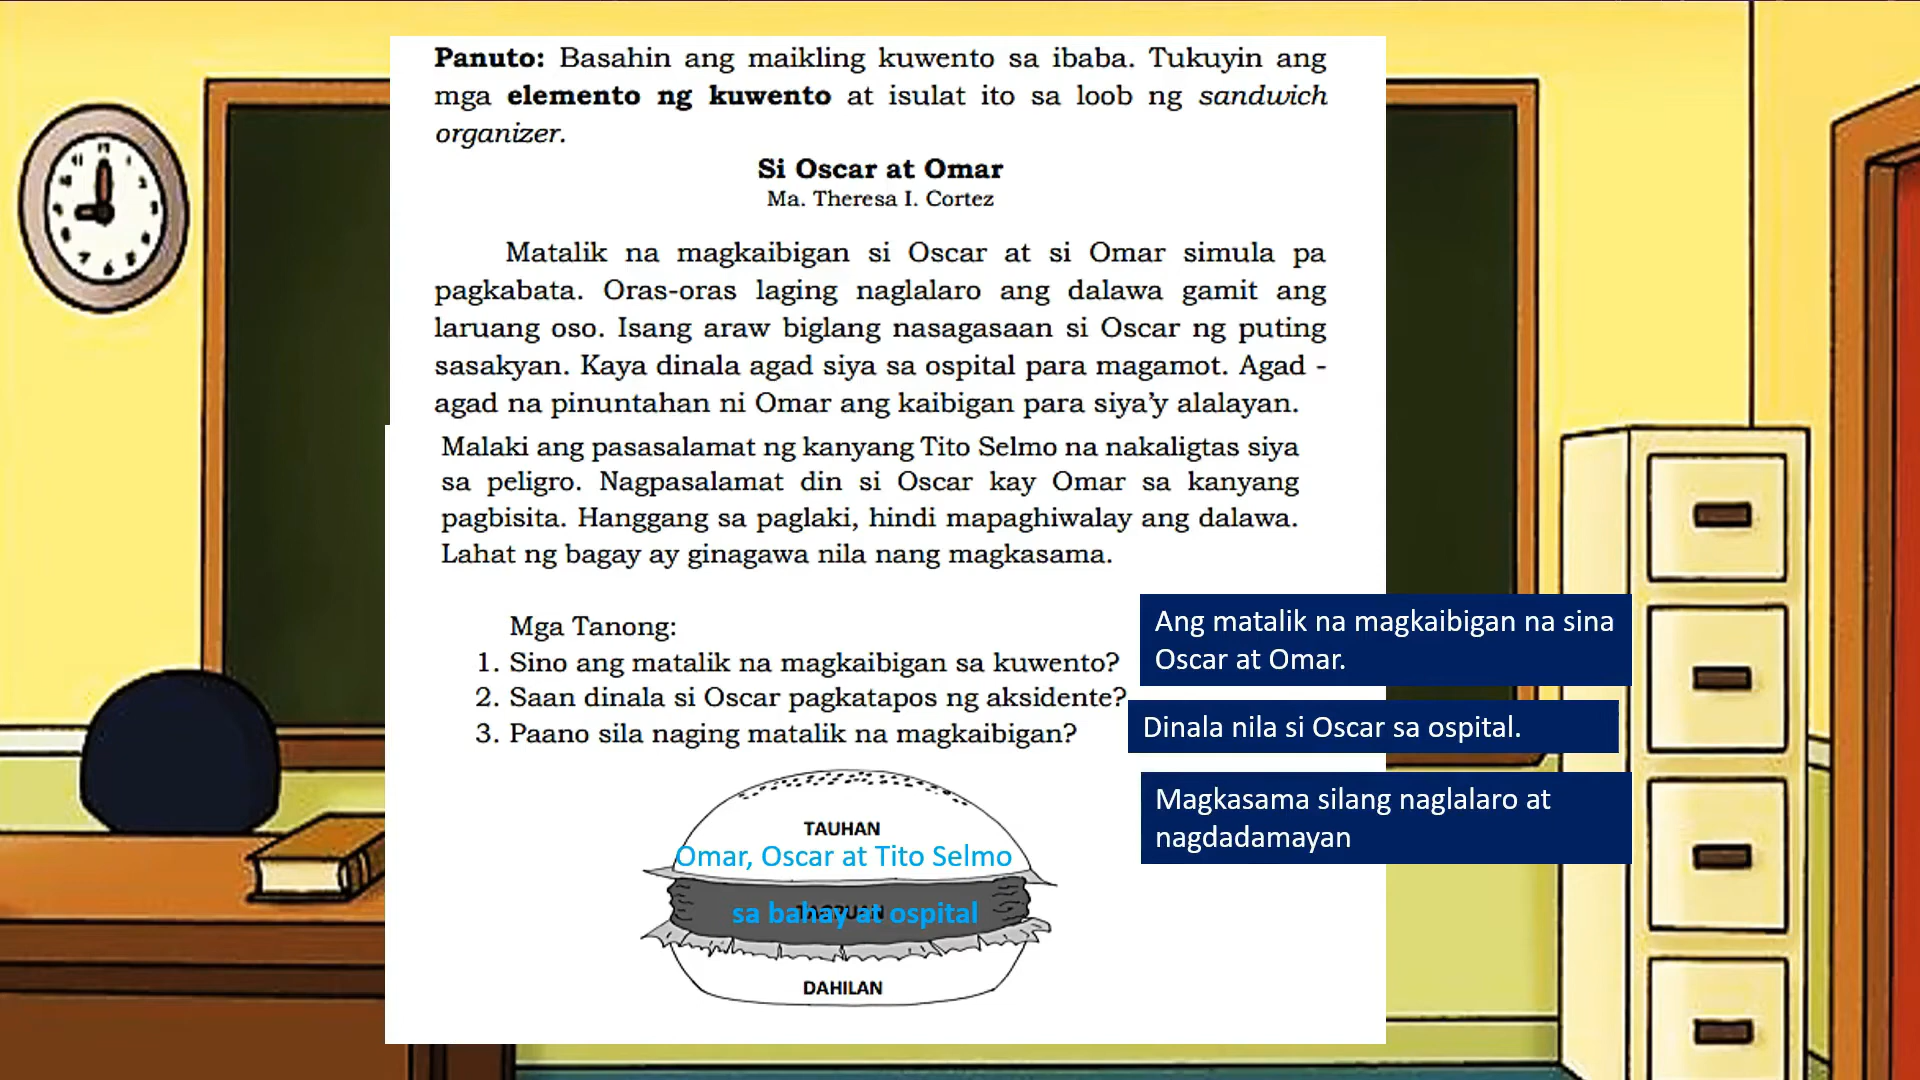 Panuto: Basahin ang maikling kuwento sa ibaba. Tukuyin ang
mga elemento ng kuwento at isulat ito sa loob ng sandwich
organizer.
Si Oscar at Omar
Ma. Theresa I. Cortez
Matalik na magkaibigan si Oscar at si Omar simula pa
pagkabata. Oras-oras laging naglalaro ang dalawa gamit ang
laruang oso. Isang araw biglang nasagasaan si Oscar ng puting
sasakyan. Kaya dinala agad siya sa ospital para magamot. Agad -
agad na pinuntahan ni Omar ang kaibigan para siya'y alalayan.
Malaki ang pasasalamat ng kanyang Tito Selmo na nakaligtas siya
sa peligro. Nagpasalamat din si Oscar kay Omar sa kanyang
pagbisita. Hanggang sa paglaki, hindi mapaghiwalay ang dalawa.
Lahat ng bagay ay ginagawa nila nang magkasama.
Mga Tanong:
1. Sino ang matalik na magkaibigan sa kuwento?
Ang matalik na magkaibigan na sina
Oscar at Omar.
2. Saan dinala si Oscar pagkatapos ng aksidente?
Dinala nila si Oscar sa ospital.
3. Paano sila naging matalik na magkaibigan?
Magkasama silang naglalaro at
nagdadamayan
TAUHAN
Omar, Oscar at Tito Selmo
sa bahay at ospital
DAHILAN